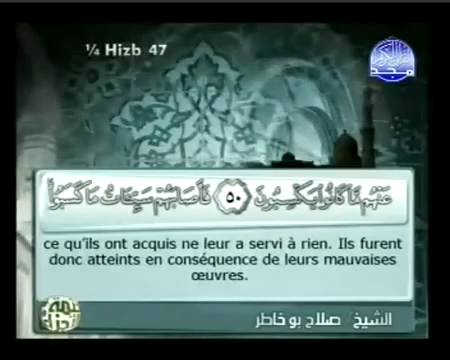 ¼ Hizb 47
مجد
عَنْهُم مَّا كَانُوا۟ يَكْسِبُونَ ٥٠ فَأَصَابَهُمْ سَيِّـَٔاتُ مَا كَسَبُوا۟
ce qu'ils ont acquis ne leur a servi à rien. Ils furent
donc atteints en conséquence de leurs mauvaises
œuvres.
الشيخ / صلاح بو خاطر